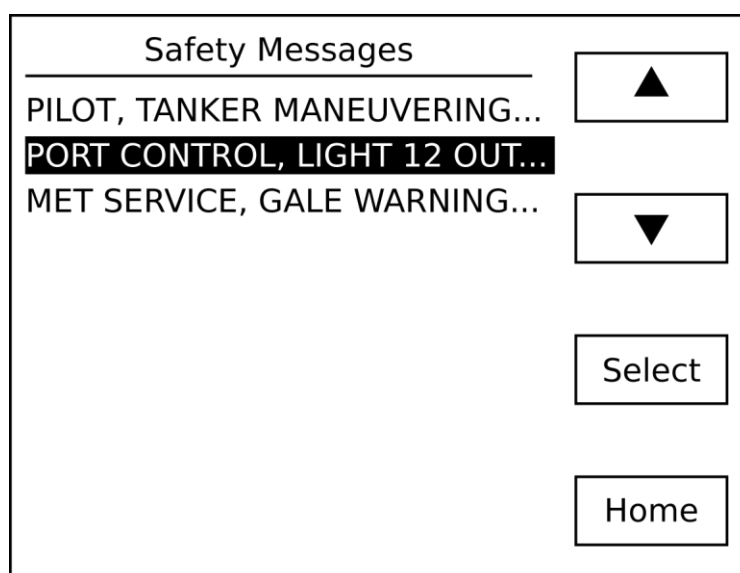 Safety Messages
PILOT, TANKER MANEUVERING...
PORT CONTROL, LIGHT 12 OUT...
MET SERVICE, GALE WARNING...
▲
▼
Select
Home